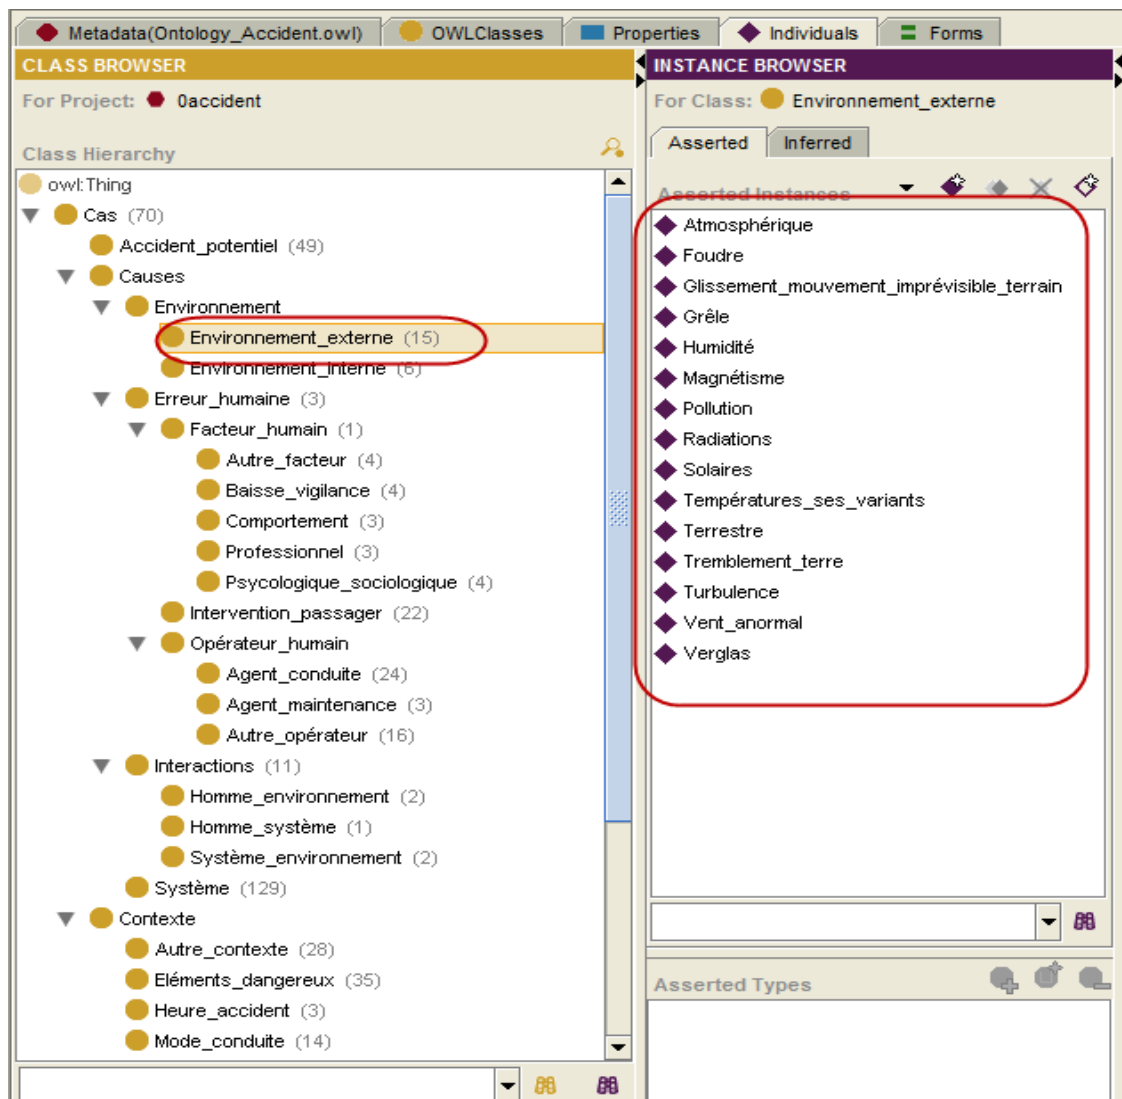 Metadata(Ontology_Accident.owl) OWLClasses Properties Individuals Forms
CLASS BROWSER
For Project: 0accident
Class Hierarchy
owl:Thing
Cas (70)
Accident_potentiel (49)
Causes
Environnement
Environnement_externe (15)
Environnement_interne (6)
Erreur_humaine (3)
Facteur_humain (1)
Autre_facteur (4)
Baisse_vigilance (4)
Comportement (3)
Professionnel (3)
Psycologique_sociologique (4)
Intervention_passager (22)
Opérateur_humain
Agent_conduite (24)
Agent_maintenance (3)
Autre_opérateur (16)
Interactions (11)
Homme_environnement (2)
Homme_système (1)
Système_environnement (2)
Système (129)
Contexte
Autre_contexte (28)
Eléments_dangereux (35)
Heure_accident (3)
Mode_conduite (14)
INSTANCE BROWSER
For Class: Environnement_externe
Asserted Inferred
Asserted Instances
Atmosphérique
Foudre
Glissement_mouvement_imprévisible_terrain
Grêle
Humidité
Magnétisme
Pollution
Radiations
Solaires
Températures_ses_variants
Terrestre
Tremblement_terre
Turbulence
Vent_anormal
Verglas
Asserted Types